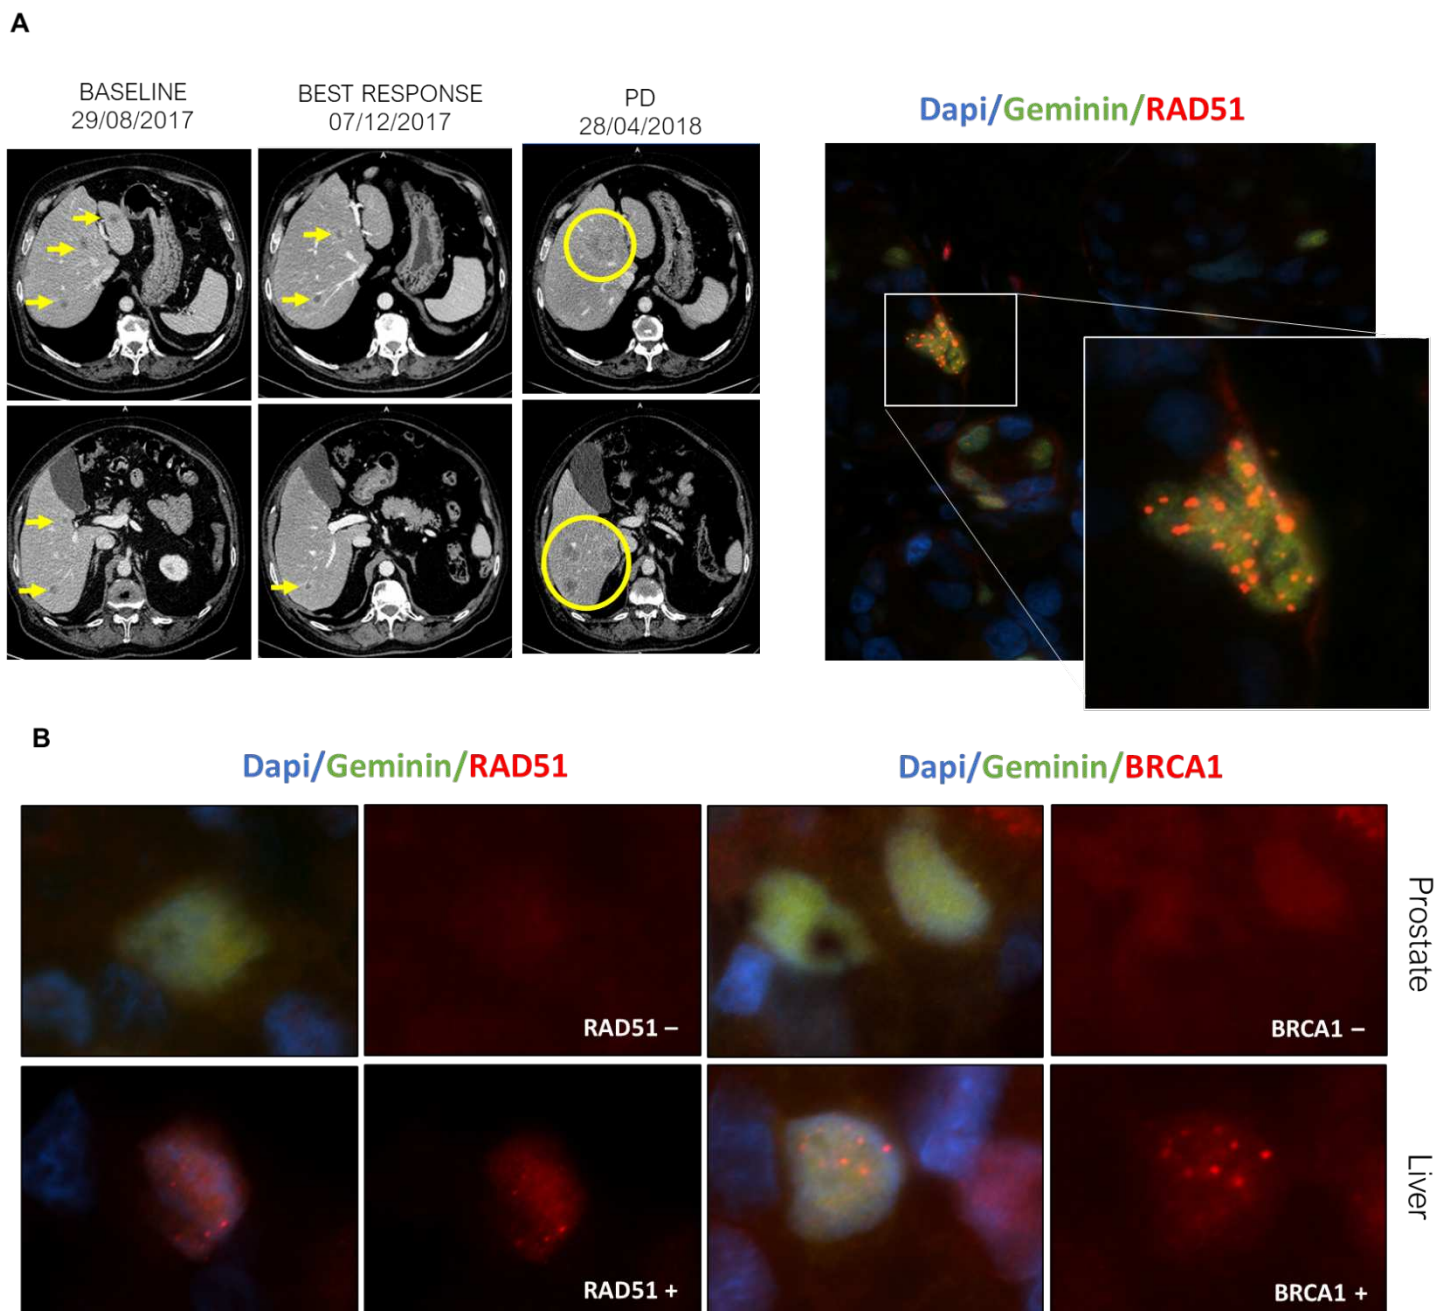 A
BASELINE
29/08/2017
BEST RESPONSE
07/12/2017
PD
28/04/2018
Dapi/Geminin/RAD51
B
Dapi/Geminin/RAD51
Dapi/Geminin/BRCA1
RAD51 –
BRCA1 –
Prostate
RAD51 +
BRCA1 +
Liver